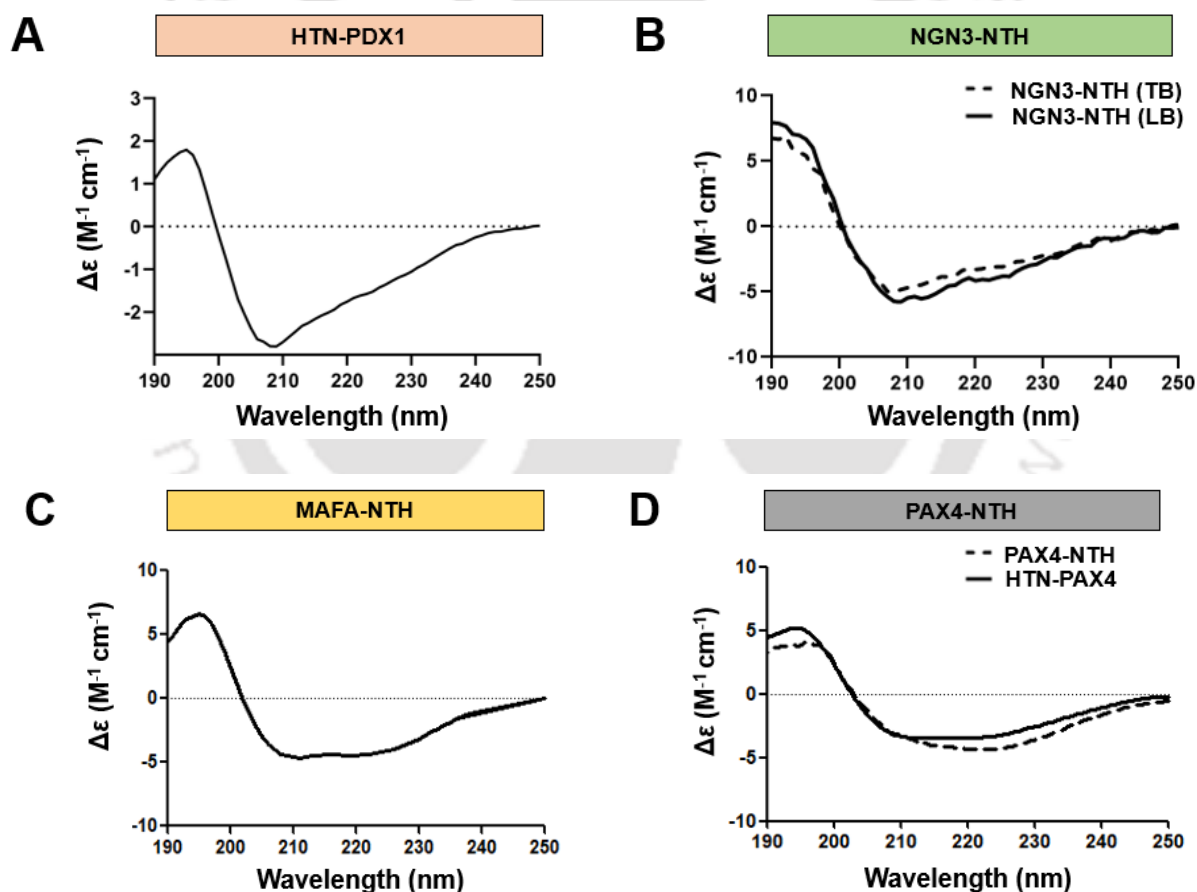 A
HTN-PDX1
Δε (M⁻¹ cm⁻¹)
3
2
1
0
-1
-2
190 200 210 220 230 240 250
Wavelength (nm)
B
NGN3-NTH
NGN3-NTH (TB)
NGN3-NTH (LB)
Δε (M⁻¹ cm⁻¹)
10
5
0
-5
-10
190 200 210 220 230 240 250
Wavelength (nm)
C
MAFA-NTH
Δε (M⁻¹ cm⁻¹)
10
5
0
-5
-10
190 200 210 220 230 240 250
Wavelength (nm)
D
PAX4-NTH
PAX4-NTH
HTN-PAX4
Δε (M⁻¹ cm⁻¹)
10
5
0
-5
-10
190 200 210 220 230 240 250
Wavelength (nm)